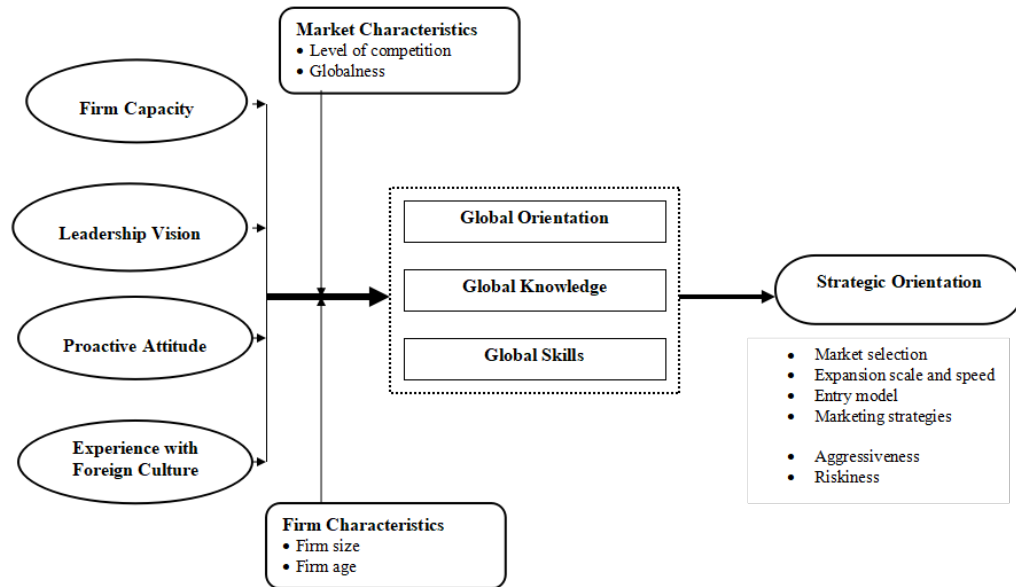 Market Characteristics
• Level of competition
• Globalness
Firm Capacity
Leadership Vision
Proactive Attitude
Experience with
Foreign Culture
Global Orientation
Global Knowledge
Global Skills
Strategic Orientation
• Market selection
• Expansion scale and speed
• Entry model
• Marketing strategies
• Aggressiveness
• Riskiness
Firm Characteristics
• Firm size
• Firm age